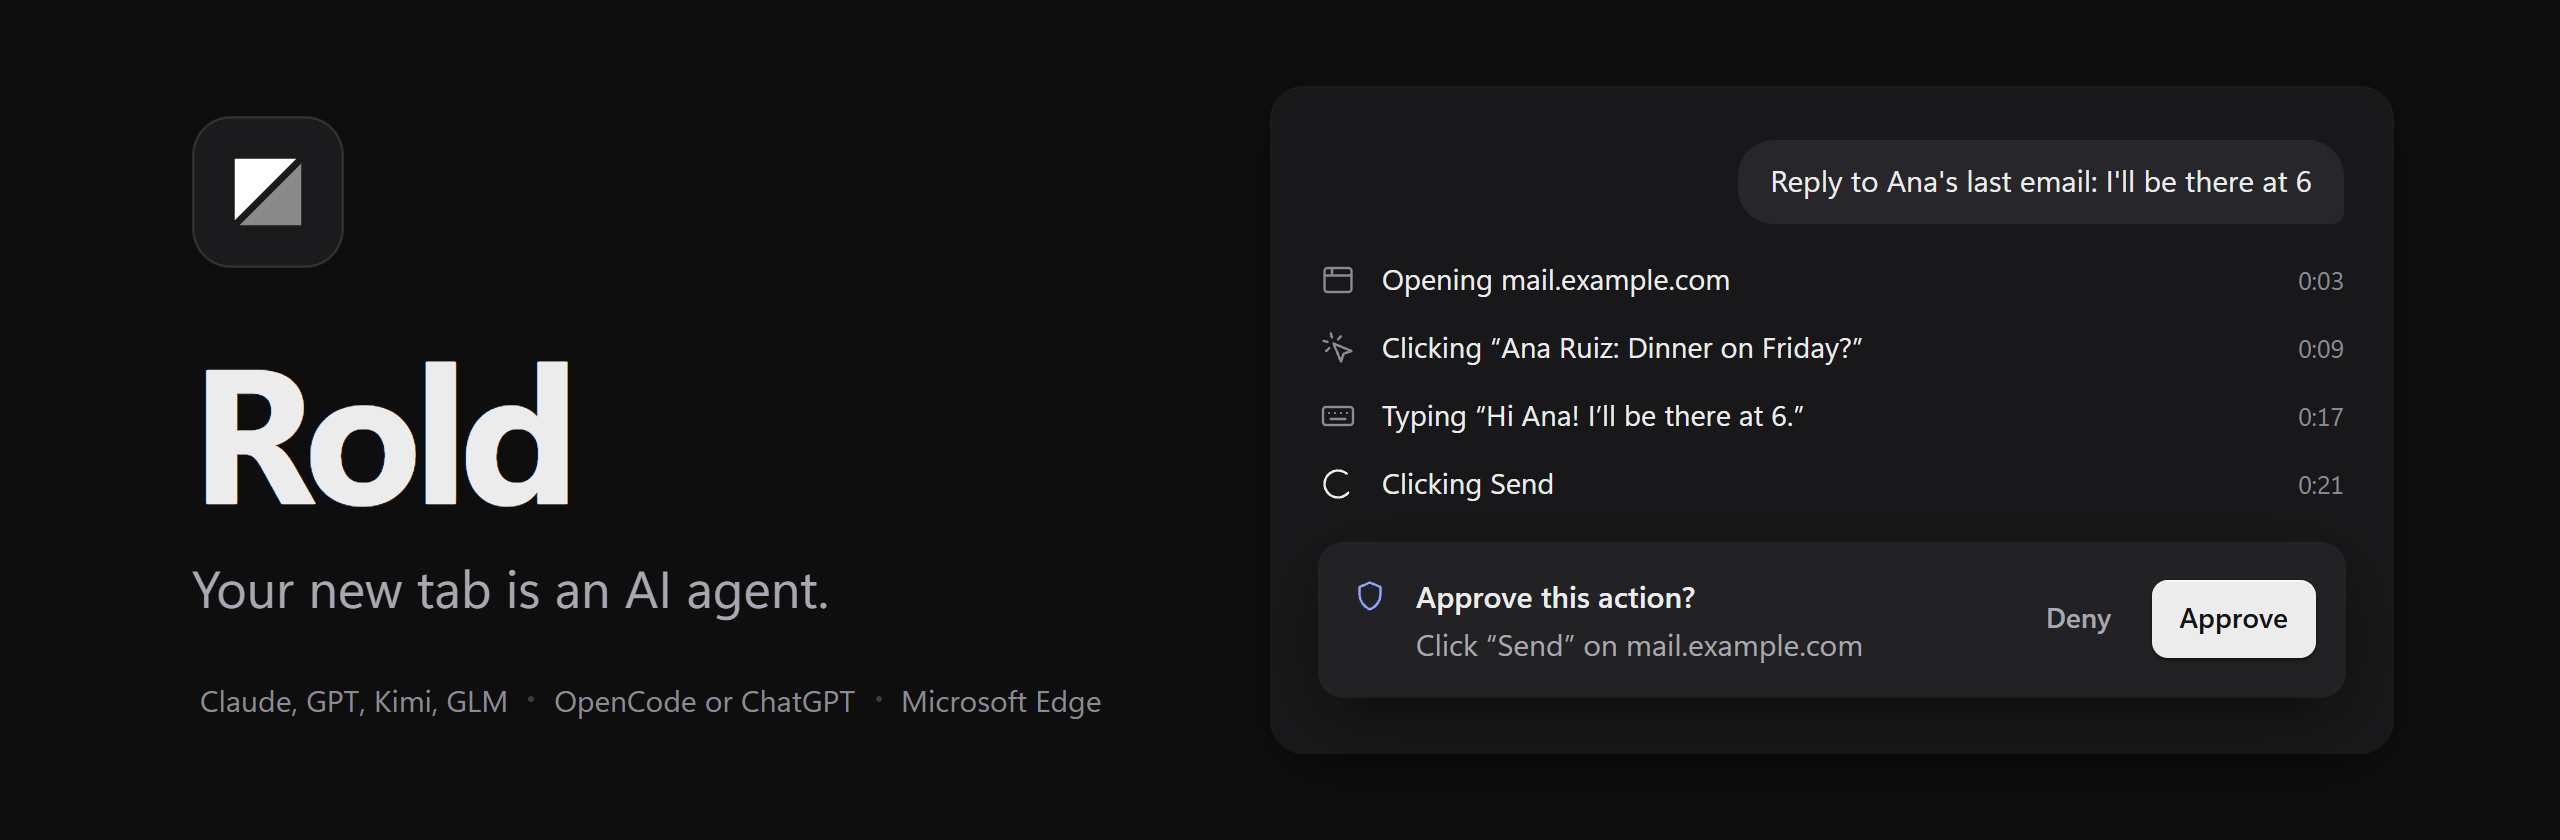 Rold
Your new tab is an AI agent.
Claude, GPT, Kimi, GLM • OpenCode or ChatGPT • Microsoft Edge
Reply to Ana's last email: I'll be there at 6
Opening mail.example.com 0:03
Clicking “Ana Ruiz: Dinner on Friday?” 0:09
Typing “Hi Ana! I’ll be there at 6.” 0:17
Clicking Send 0:21
Approve this action?
Click “Send” on mail.example.com
Deny Approve